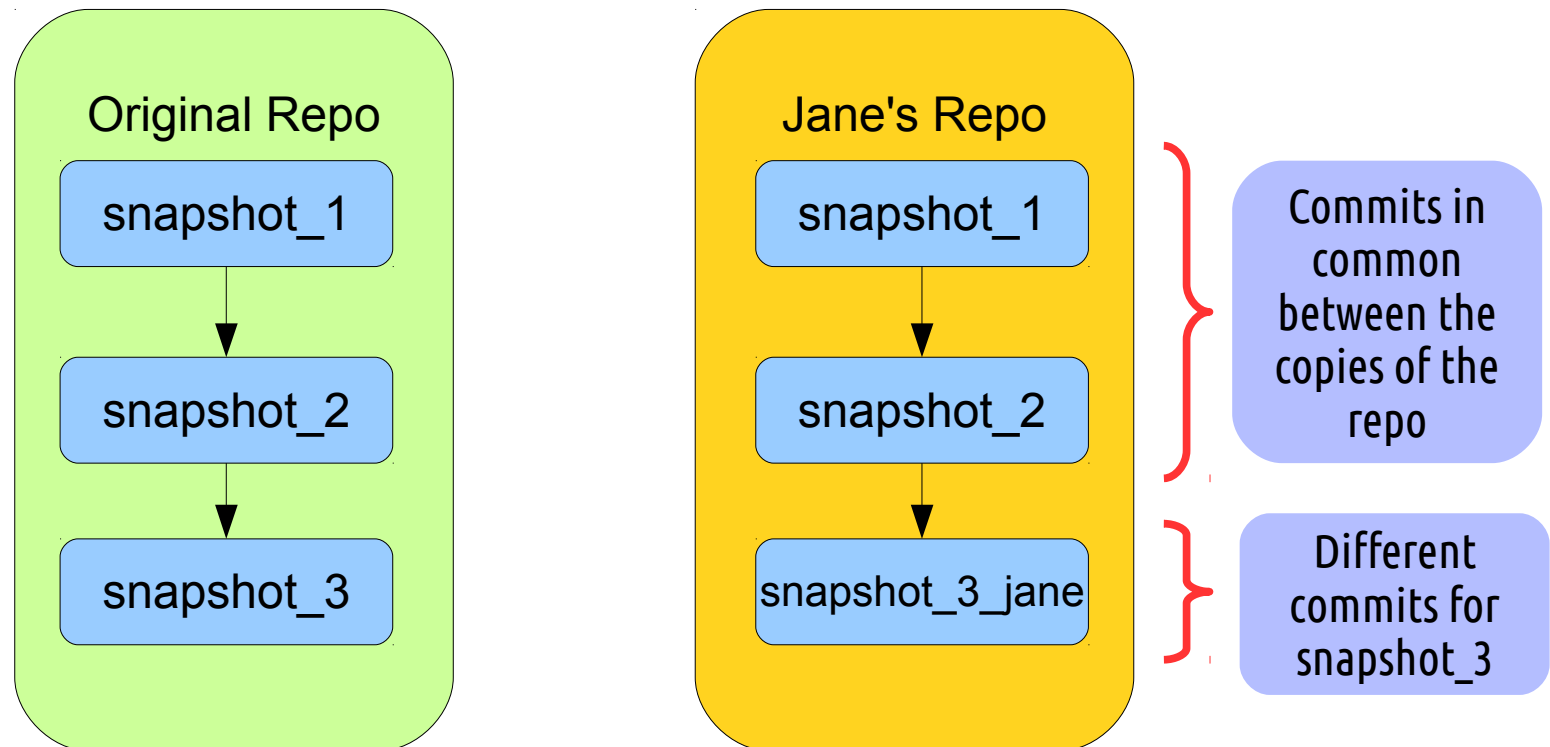 Original Repo
snapshot_1
snapshot_2
snapshot_3
Jane's Repo
snapshot_1
snapshot_2
snapshot_3_jane
Commits in
common
between the
copies of the
repo
Different
commits for
snapshot_3